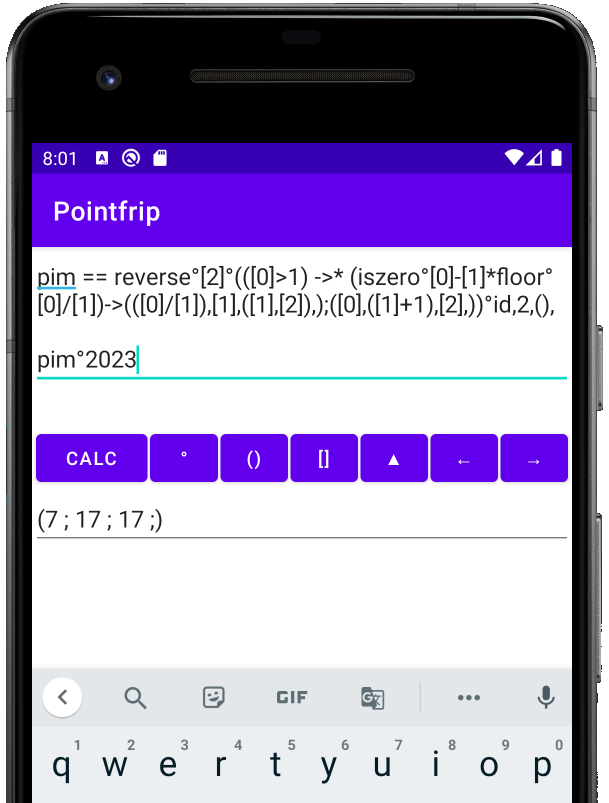 8:01
Pointfrip
pim == reverse°[2]°(([0]>1) ->* (iszero°[0]-[1]*floor°
[0]/[1])->(([0]/[1]),[1],([1],[2]),);([0],([1]+1),[2],))°id,2,(),
pim°2023
CALC ° () [] ▲ ← →
(7 ; 17 ; 17 ;)
GIF
1 2 3 4 5 6 7 8 9 0
q w e r t y u i o p